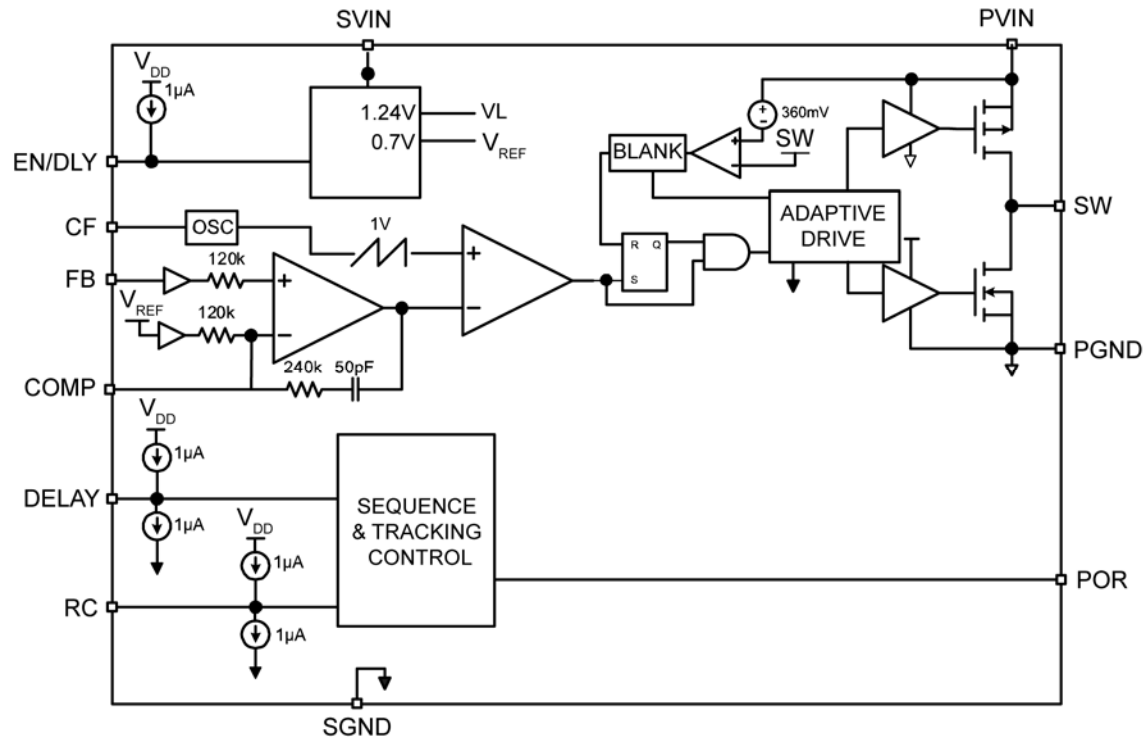 SVIN
PVIN
VDD
1µA
1.24V
VL
0.7V
VREF
360mV
SW
BLANK
EN/DLY
SW
CF
OSC
1V
ADAPTIVE
DRIVE
R
Q
S
120k
FB
VREF
120k
PGND
240k
50pF
COMP
VDD
1µA
DELAY
1µA
VDD
1µA
SEQUENCE
& TRACKING
CONTROL
POR
RC
1µA
SGND